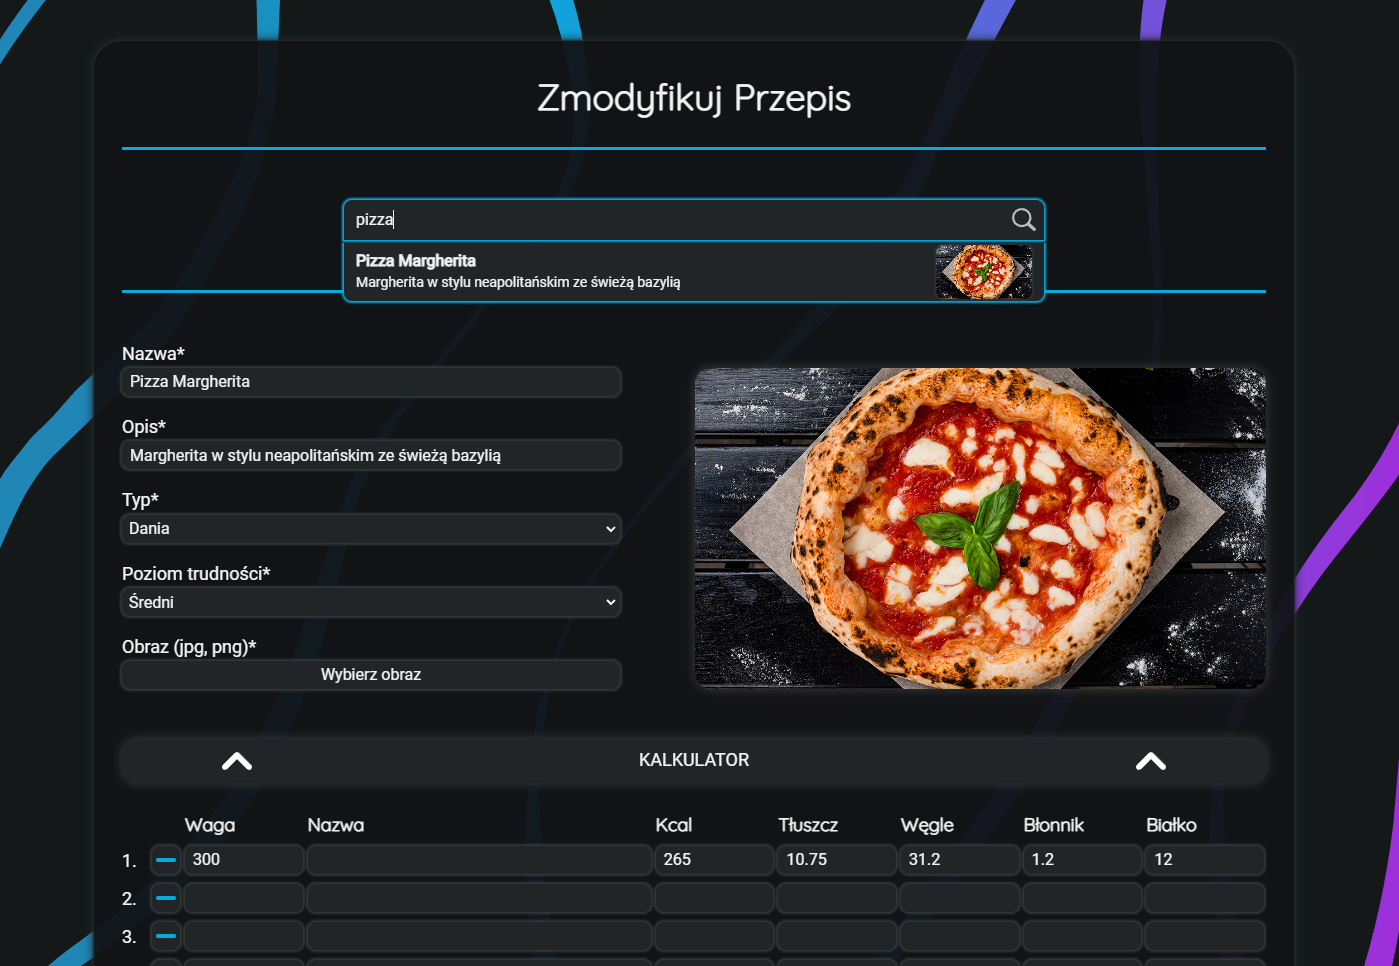 Zmodyfikuj Przepis
pizza
Pizza Margherita
Margherita w stylu neapolitańskim ze świeżą bazylią
Nazwa*
Pizza Margherita
Opis*
Margherita w stylu neapolitańskim ze świeżą bazylią
Typ*
Dania
Poziom trudności*
Średni
Obraz (jpg, png)*
Wybierz obraz
KALKULATOR
Waga Nazwa Kcal Tłuszcz Węgle Błonnik Białko
1. 300 265 10.75 31.2 1.2 12
2.
3.